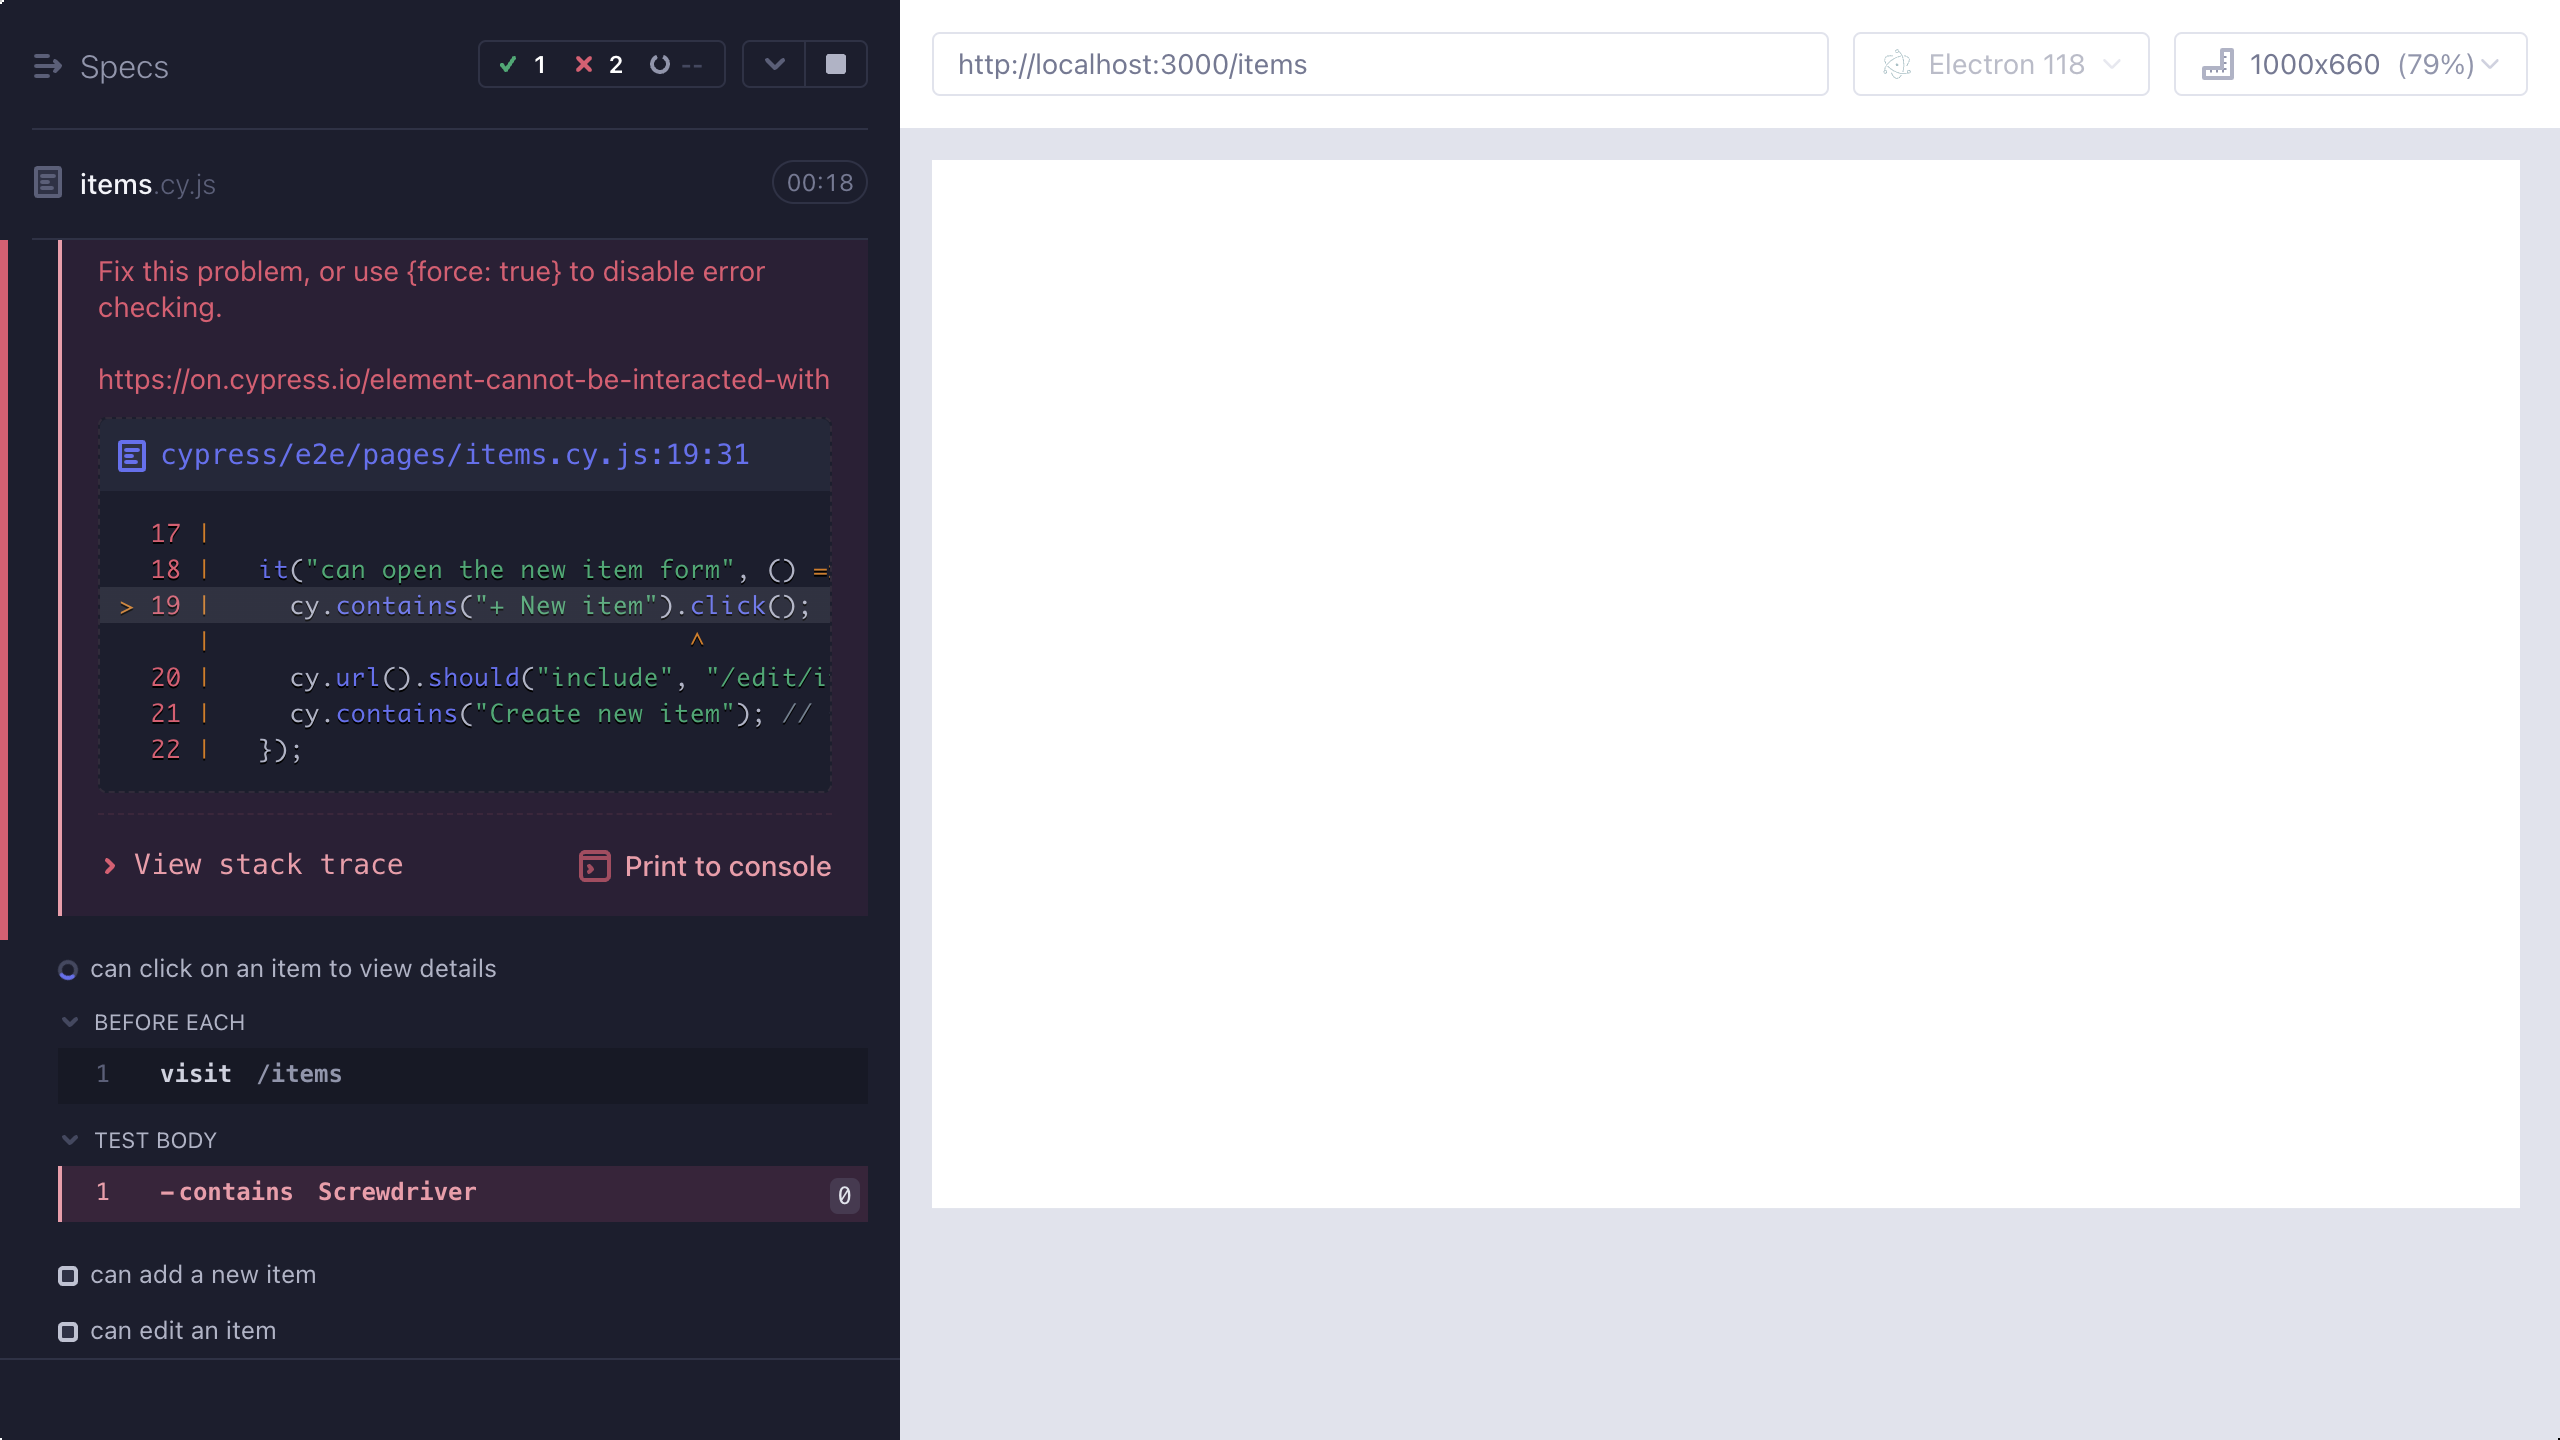 Specs
1 2 --
items.cy.js 00:18
Fix this problem, or use {force: true} to disable error
checking.
https://on.cypress.io/element-cannot-be-interacted-with
cypress/e2e/pages/items.cy.js:19:31
17 |
18 | it("can open the new item form", () =
> 19 | cy.contains("+ New item").click();
| ^
20 | cy.url().should("include", "/edit/i
21 | cy.contains("Create new item"); //
22 | });
View stack trace Print to console
can click on an item to view details
BEFORE EACH
1 visit /items
TEST BODY
1 -contains Screwdriver 0
can add a new item
can edit an item
http://localhost:3000/items
Electron 118
1000x660 (79%)